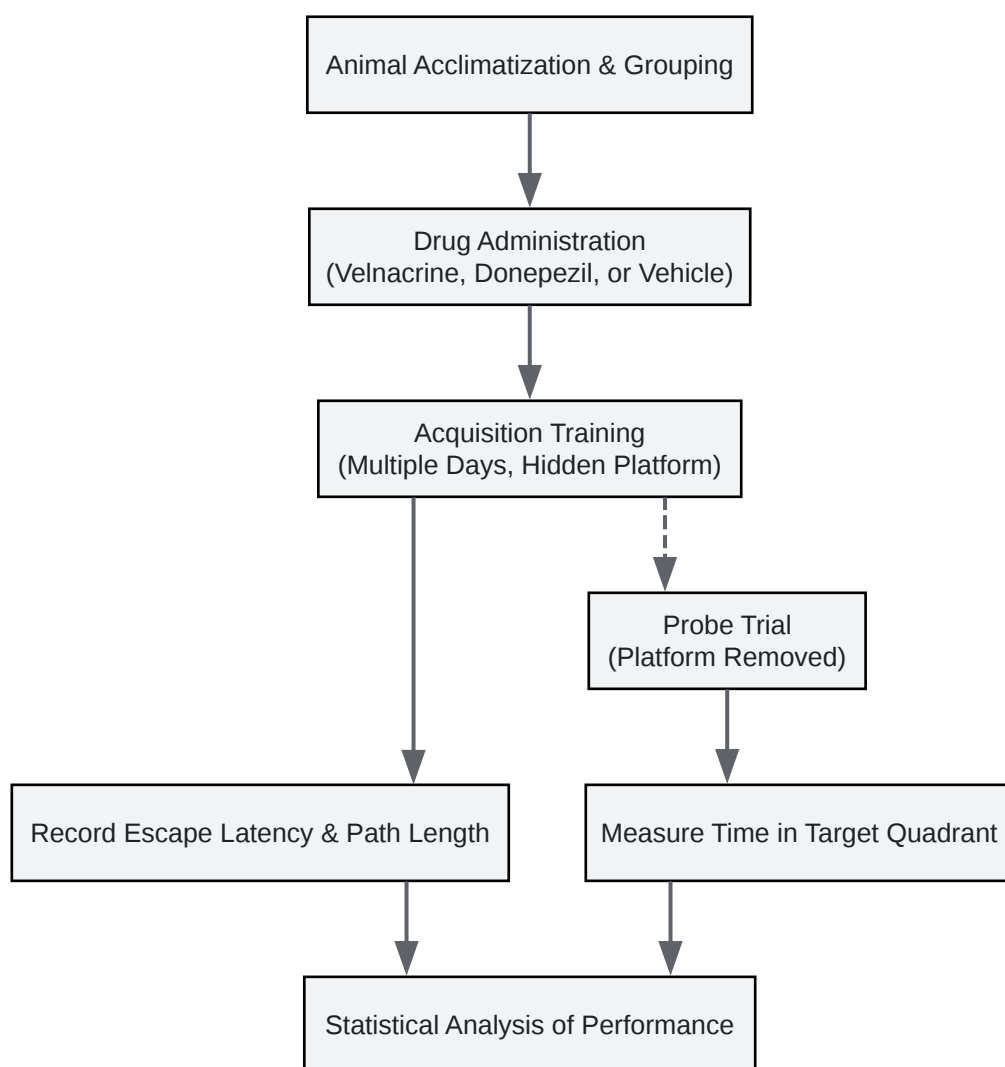 Animal Acclimatization & Grouping
Drug Administration
(Velnacrine, Donepezil, or Vehicle)
Acquisition Training
(Multiple Days, Hidden Platform)
Probe Trial
(Platform Removed)
Record Escape Latency & Path Length
Measure Time in Target Quadrant
Statistical Analysis of Performance